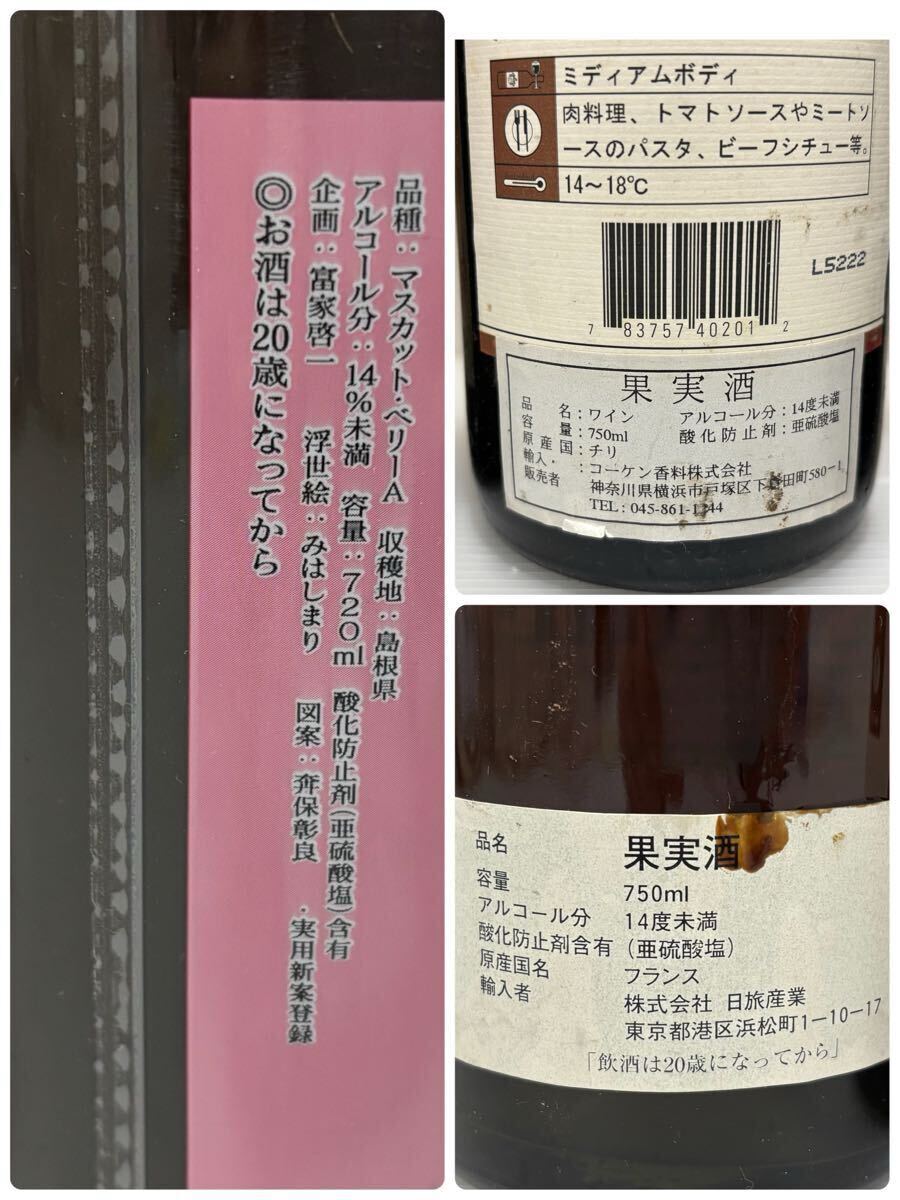 品種：マスカット・ベリーA　収穫地：島根県
アルコール分：14%未満　容量：720ml　酸化防止剤(亜硫酸塩)含有
企画：富家啓一　浮世絵：みはしまり　図案：斉保彰良　・実用新案登録
◎お酒は20歳になってから
ミディアムボディ
肉料理、トマトソースやミートソ
ースのパスタ、ビーフシチュー等。
14〜18℃
L5222
7 83757 40201 2
果実酒
品名：ワイン　アルコール分：14度未満
容量：750ml　酸化防止剤：亜硫酸塩
原産国：チリ
輸入・販売者：コーケン香料株式会社
神奈川県横浜市戸塚区下倉田町580-1
TEL：045-861-1244
品名　果実酒
容量　750ml
アルコール分　14度未満
酸化防止剤含有（亜硫酸塩）
原産国名　フランス
輸入者　株式会社 日旅産業
東京都港区浜松町1-10-17
「飲酒は20歳になってから」